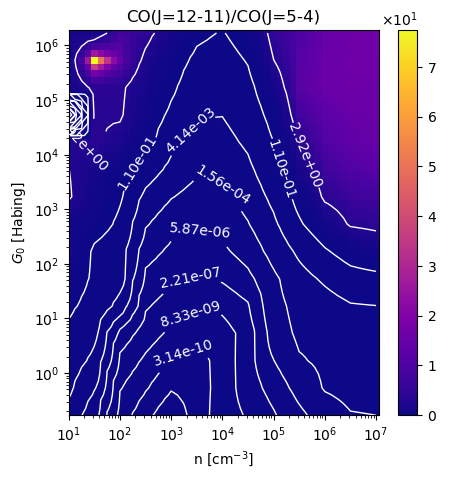 CO(J=12-11)/CO(J=5-4)
×10¹
10⁶
10⁵
10⁴
10³
10²
10¹
10⁰
G₀ [Habing]
10¹
10²
10³
10⁴
10⁵
10⁶
10⁷
n [cm⁻³]
7
6
5
4
3
2
1
0
4.14e-03
1.10e-01
1.56e-04
5.87e-06
2.21e-07
8.33e-09
3.14e-10
2.92e+00
1.10e-01